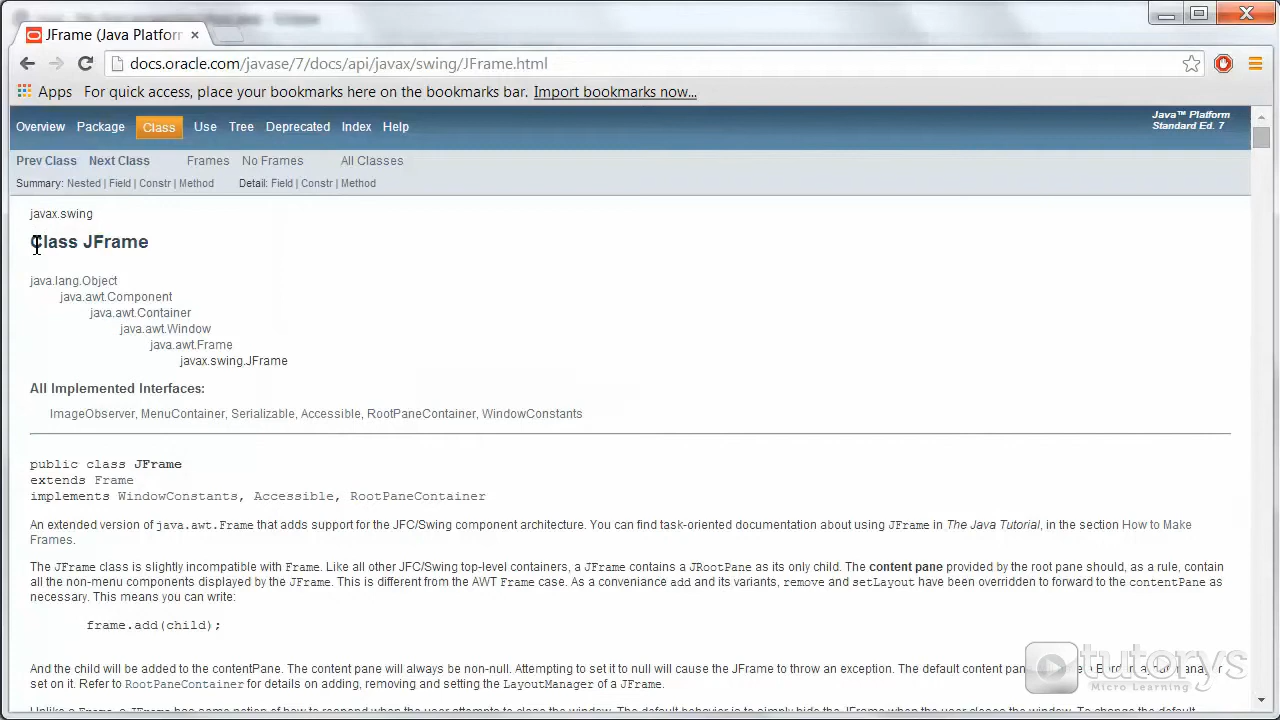 JFrame (Java Platform
docs.oracle.com/javase/7/docs/api/javax/swing/JFrame.html
Apps For quick access, place your bookmarks here on the bookmarks bar. Import bookmarks now...
Overview Package Class Use Tree Deprecated Index Help
Java™ Platform
Standard Ed. 7
Prev Class Next Class Frames No Frames All Classes
Summary: Nested | Field | Constr | Method Detail: Field | Constr | Method
javax.swing
Class JFrame
java.lang.Object
java.awt.Component
java.awt.Container
java.awt.Window
java.awt.Frame
javax.swing.JFrame
All Implemented Interfaces:
ImageObserver, MenuContainer, Serializable, Accessible, RootPaneContainer, WindowConstants
public class JFrame
extends Frame
implements WindowConstants, Accessible, RootPaneContainer
An extended version of java.awt.Frame that adds support for the JFC/Swing component architecture. You can find task-oriented documentation about using JFrame in The Java Tutorial, in the section How to Make
Frames.
The JFrame class is slightly incompatible with Frame. Like all other JFC/Swing top-level containers, a JFrame contains a JRootPane as its only child. The content pane provided by the root pane should, as a rule, contain
all the non-menu components displayed by the JFrame. This is different from the AWT Frame case. As a convenience add and its variants, remove and setLayout have been overridden to forward to the contentPane as
necessary. This means you can write:
frame.add(child);
And the child will be added to the contentPane. The content pane will always be non-null. Attempting to set it to null will cause the JFrame to throw an exception. The default content
set on it. Refer to RootPaneContainer for details on adding, removing and setting the LayoutManager of a JFrame.
tutorys
Micro Learning